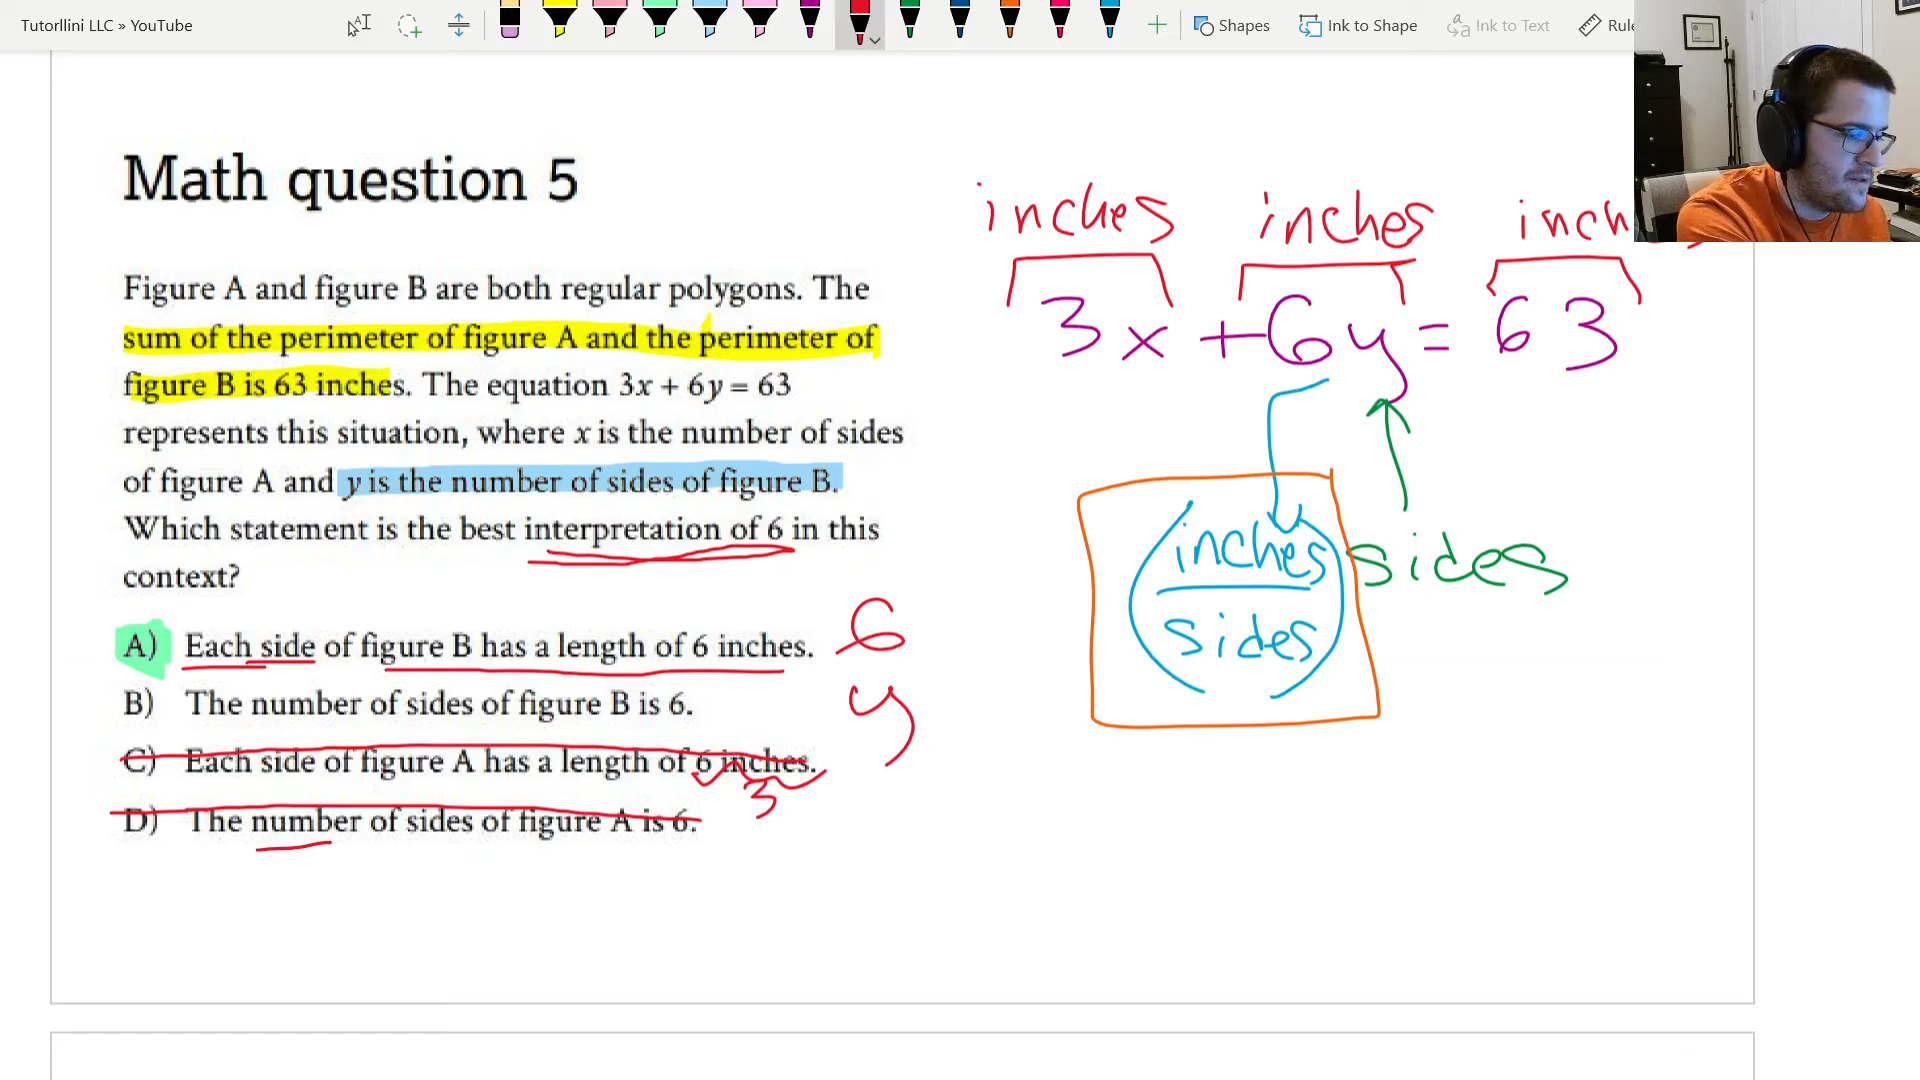 Tutorllini LLC » YouTube
Shapes
Ink to Shape
Ink to Text
Math question 5
inches inches
3x + 6y = 63
Figure A and figure B are both regular polygons. The
sum of the perimeter of figure A and the perimeter of
figure B is 63 inches. The equation 3x + 6y = 63
represents this situation, where x is the number of sides
of figure A and y is the number of sides of figure B.
Which statement is the best interpretation of 6 in this
context?
inches
sides
sides
A) Each side of figure B has a length of 6 inches. 6
B) The number of sides of figure B is 6. y
C) Each side of figure A has a length of 6 inches.
3
D) The number of sides of figure A is 6.